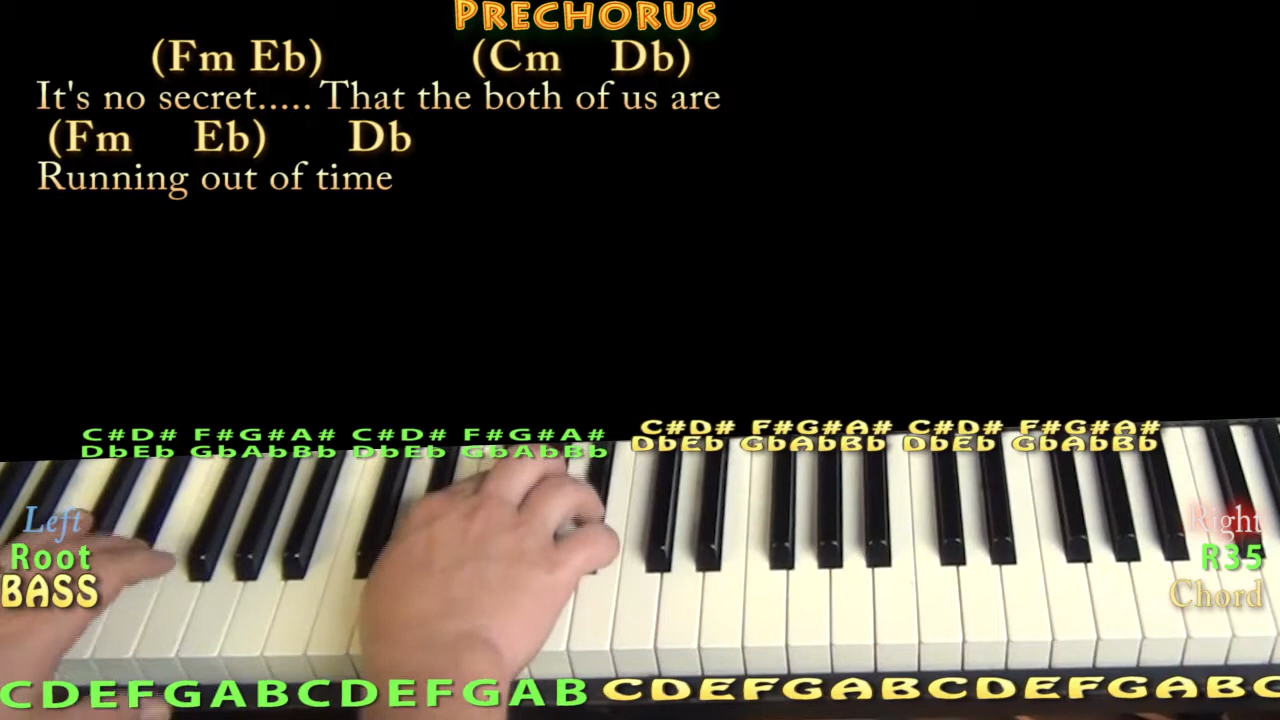 PRECHORUS
(Fm Eb) (Cm Db)
It's no secret..... That the both of us are
(Fm Eb) Db
Running out of time
C#D# F#G#A# C#D# F#G#A# C#D# F#G#A# C#D# F#G#A#
DbEb GbAbBb DbEb GbAbBb DbEb GbAbBb DbEb GbAbBb
Left
Root
BASS
Right
R35
Chord
CDEFGABCDEFGAB CDEFGABCDEFGABC